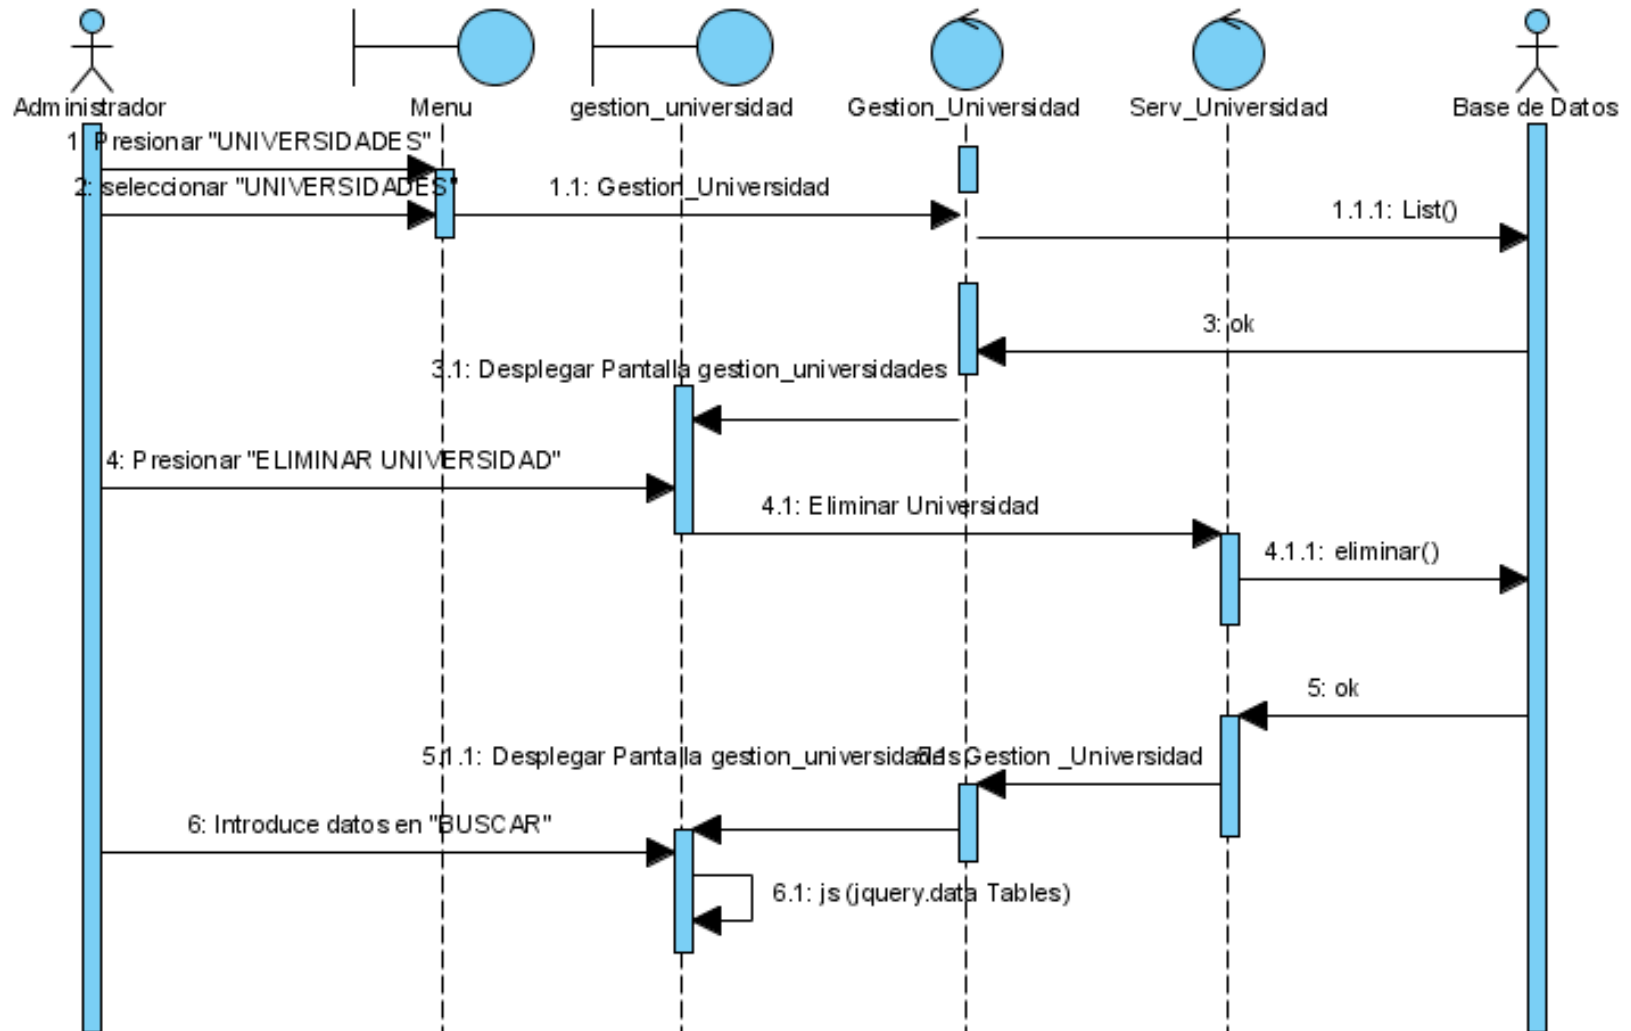 Administrador
Menu
gestion_universidad
Gestion_Universidad
Serv_Universidad
Base de Datos
1: Presionar "UNIVERSIDADES"
2: seleccionar "UNIVERSIDADES"
1.1: Gestion_Universidad
1.1.1: List()
3: ok
3.1: Desplegar Pantalla gestion_universidades
4: Presionar "ELIMINAR UNIVERSIDAD"
4.1: Eliminar Universidad
4.1.1: eliminar()
5: ok
5.1.1: Desplegar Pantalla gestion_universidades
5.1: Gestion _Universidad
6: Introduce datos en "BUSCAR"
6.1: js (jquery.data Tables)